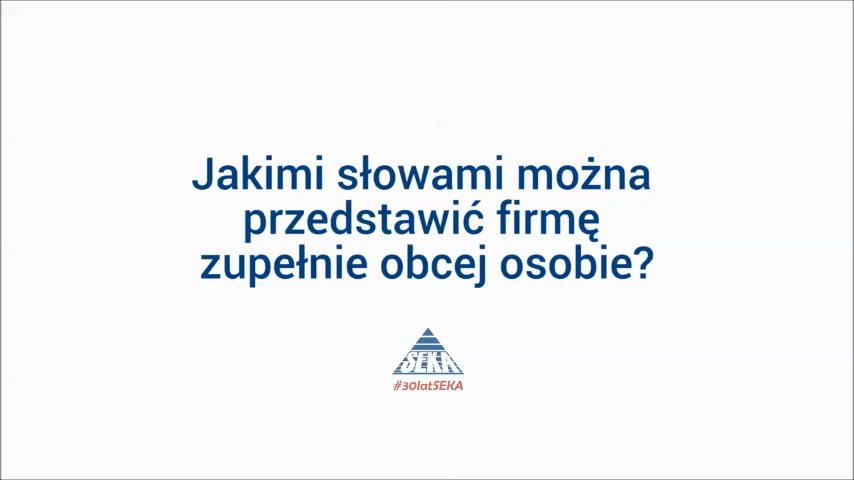 Jakimi słowami można
przedstawić firmę
zupełnie obcej osobie?
SEKA
#30latSEKA